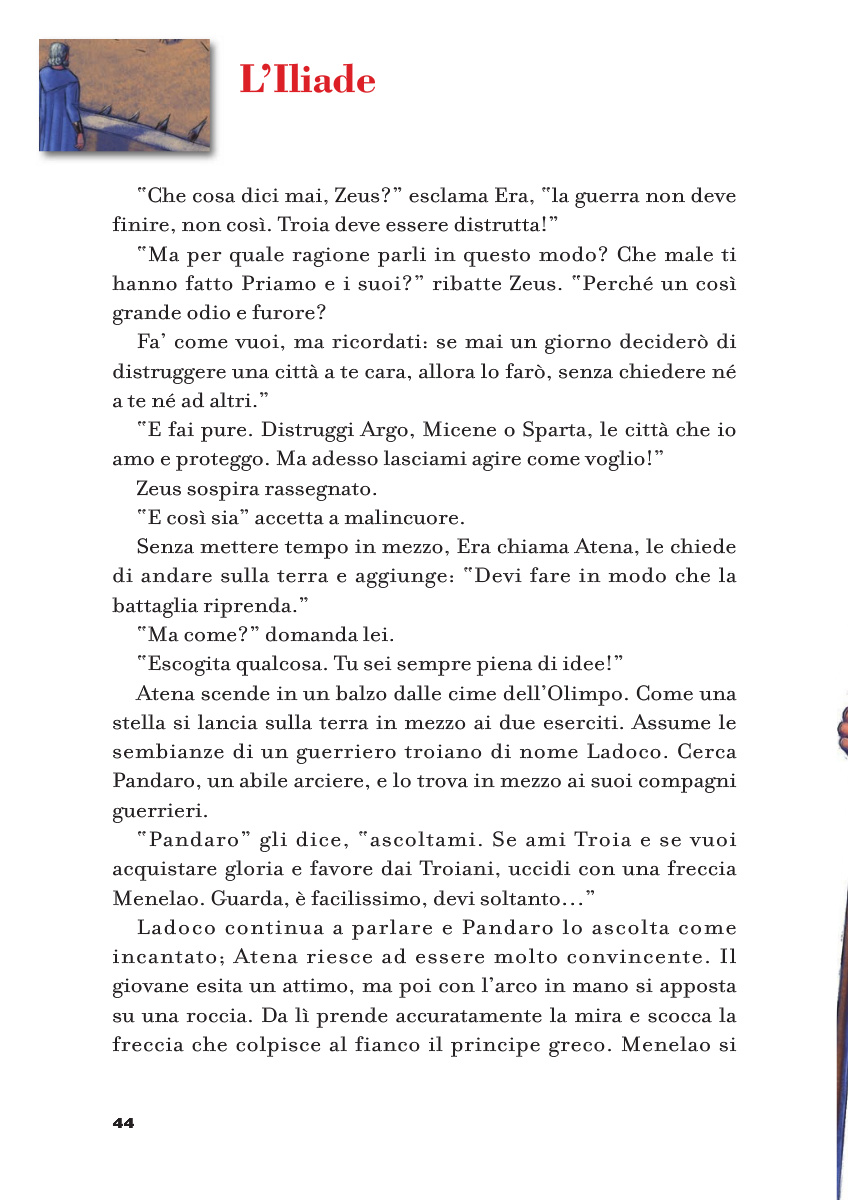 L’Iliade
“Che cosa dici mai, Zeus?” esclama Era, “la guerra non deve
finire, non così. Troia deve essere distrutta!”
“Ma per quale ragione parli in questo modo? Che male ti
hanno fatto Priamo e i suoi?” ribatte Zeus. “Perché un così
grande odio e furore?
Fa’ come vuoi, ma ricordati: se mai un giorno deciderò di
distruggere una città a te cara, allora lo farò, senza chiedere né
a te né ad altri.”
“E fai pure. Distruggi Argo, Micene o Sparta, le città che io
amo e proteggo. Ma adesso lasciami agire come voglio!”
Zeus sospira rassegnato.
“E così sia” accetta a malincuore.
Senza mettere tempo in mezzo, Era chiama Atena, le chiede
di andare sulla terra e aggiunge: “Devi fare in modo che la
battaglia riprenda.”
“Ma come?” domanda lei.
“Escogita qualcosa. Tu sei sempre piena di idee!”
Atena scende in un balzo dalle cime dell’Olimpo. Come una
stella si lancia sulla terra in mezzo ai due eserciti. Assume le
sembianze di un guerriero troiano di nome Ladoco. Cerca
Pandaro, un abile arciere, e lo trova in mezzo ai suoi compagni
guerrieri.
“Pandaro” gli dice, “ascoltami. Se ami Troia e se vuoi
acquistare gloria e favore dai Troiani, uccidi con una freccia
Menelao. Guarda, è facilissimo, devi soltanto…”
Ladoco continua a parlare e Pandaro lo ascolta come
incantato; Atena riesce ad essere molto convincente. Il
giovane esita un attimo, ma poi con l’arco in mano si apposta
su una roccia. Da lì prende accuratamente la mira e scocca la
freccia che colpisce al fianco il principe greco. Menelao si
44